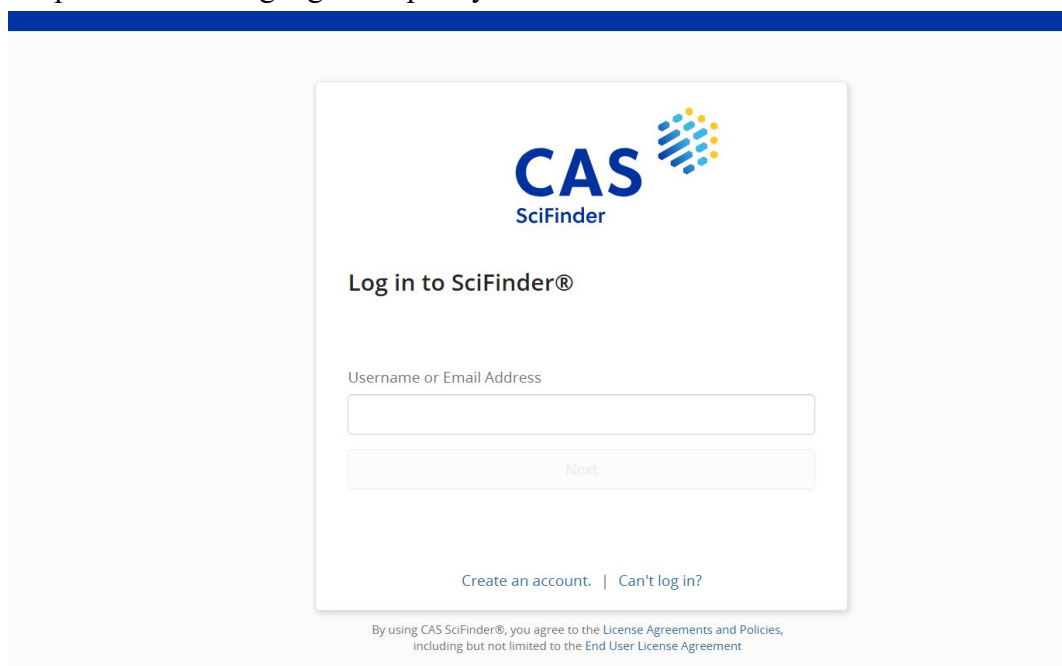 CAS
SciFinder
Log in to SciFinder®
Username or Email Address
Next
Create an account. | Can't log in?
By using CAS SciFinder®, you agree to the License Agreements and Policies,
including but not limited to the End User License Agreement